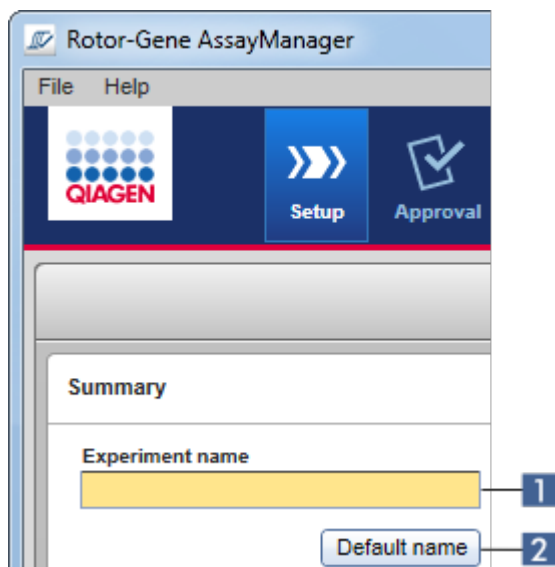 Rotor-Gene AssayManager
File Help
QIAGEN
Setup Approval
Summary
Experiment name
1
Default name 2